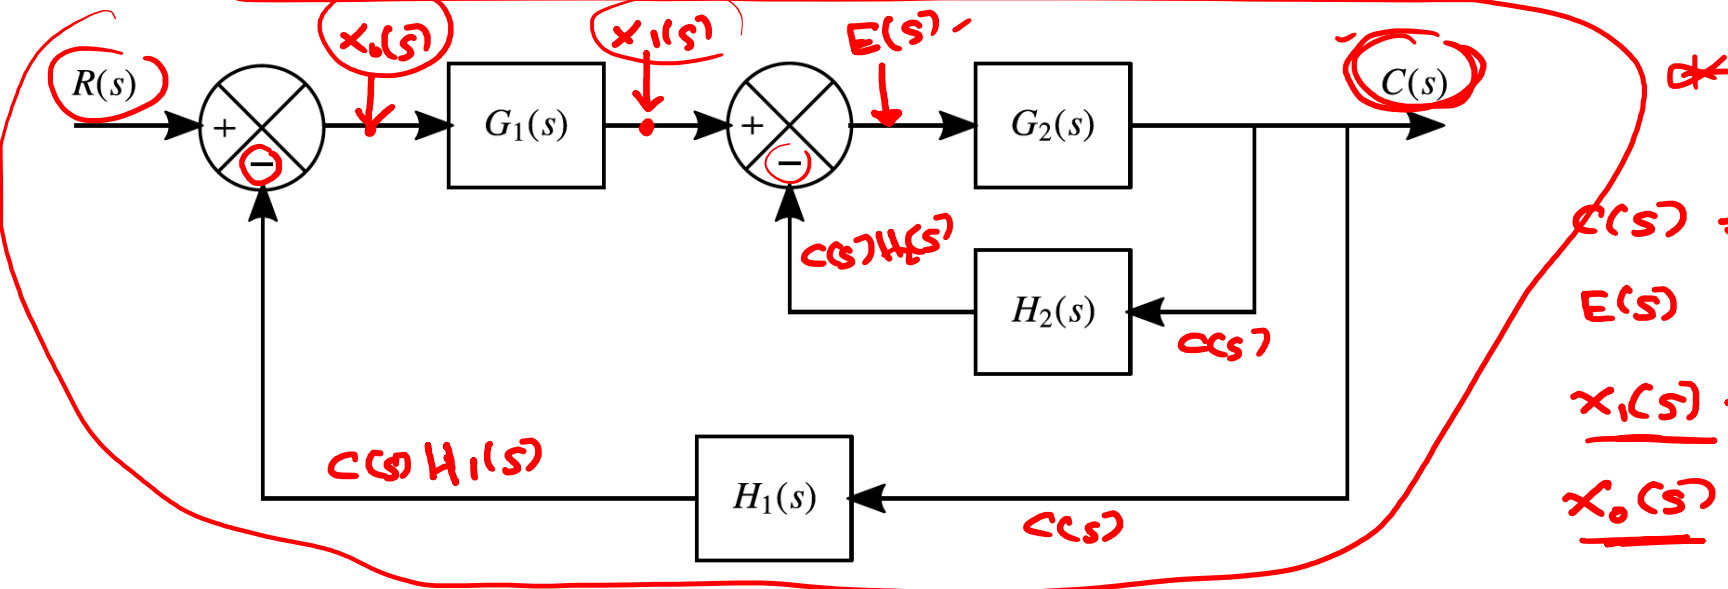 X₀(s) X₁(s) E(s)
R(s) C(s)
+ G₁(s) + G₂(s)
− −
C(s) =
C(s)H₂(s)
H₂(s) E(s)
C(s)
X₁(s)
C(s)H₁(s)
H₁(s) X₀(s)
C(s)